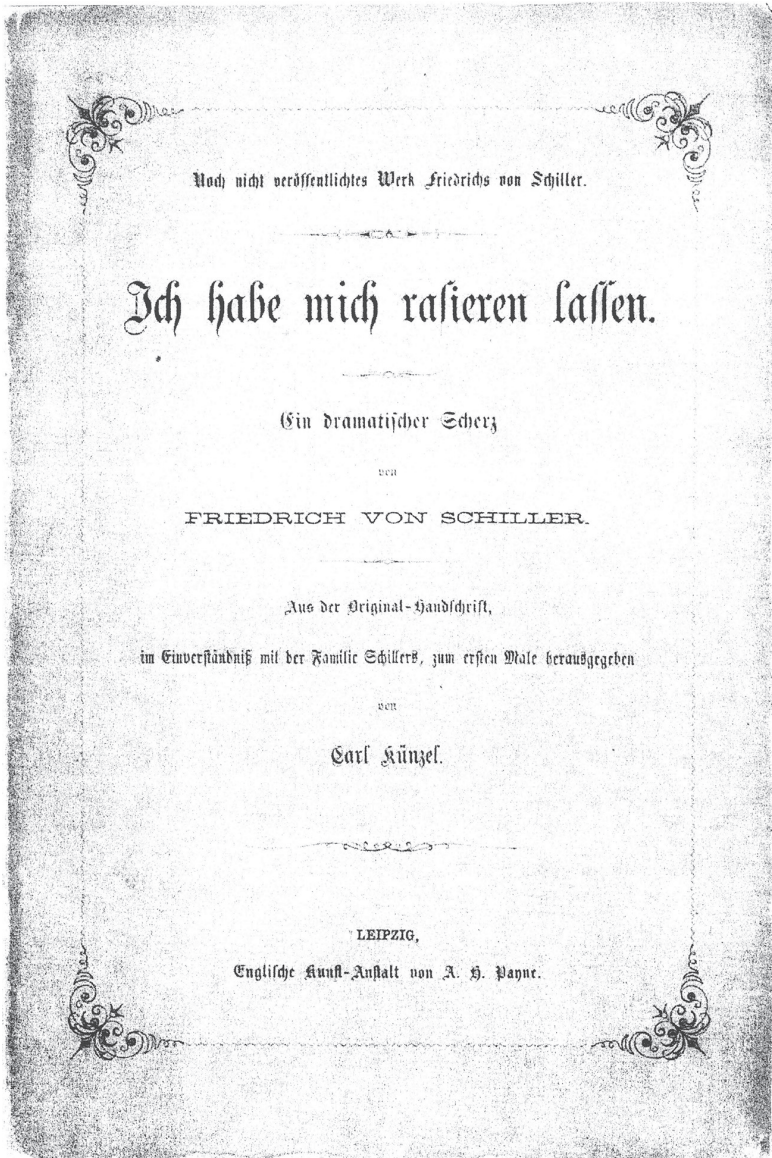 Noch nicht veröffentlichtes Werk Friedrichs von Schiller.
Ich habe mich rasieren lassen.
Ein dramatischer Scherz
von
FRIEDRICH VON SCHILLER.
Aus der Original-Handschrift,
im Einverständniß mit der Familie Schillers, zum ersten Male herausgegeben
von
Carl Künzel.
LEIPZIG,
Englische Kunst-Anstalt von A. H. Payne.